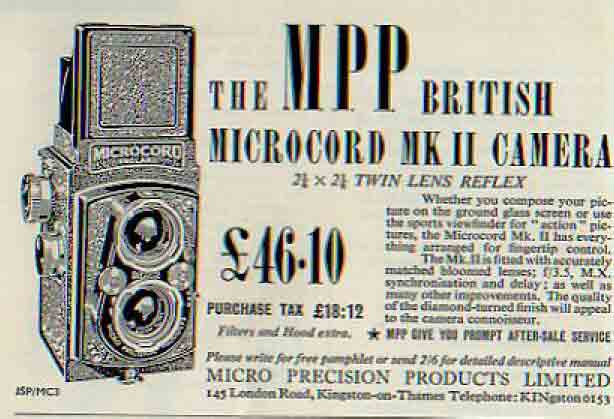 THE MPP BRITISH
MICROCORD MK II CAMERA
2¼ × 2¼ TWIN LENS REFLEX
MICROCORD
Whether you compose your pic-
ture on the ground glass screen or use
the sports viewfinder for "action" pic-
tures, the Microcord Mk. II has every-
thing arranged for fingertip control.
The Mk. II is fitted with accurately
matched bloomed lenses; f/3.5, M.X.
synchronisation and delay; as well as
many other improvements. The quality
of the diamond-turned finish will appeal
to the camera connoisseur.
£46·10
PURCHASE TAX £18:12
Filters and Hood extra.
★ MPP GIVE YOU PROMPT AFTER-SALE SERVICE
Please write for free pamphlet or send 2/6 for detailed descriptive manual
MICRO PRECISION PRODUCTS LIMITED
145 London Road, Kingston-on-Thames Telephone: KINgston 0153
JSP/MC3